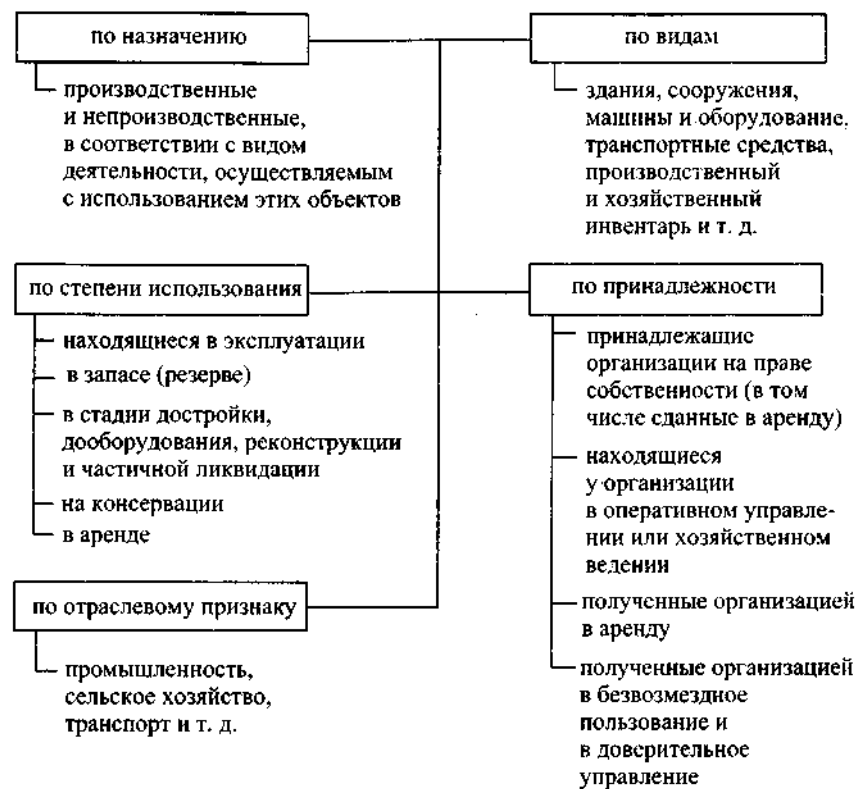 по назначению
производственные
и непроизводственные,
в соответствии с видом
деятельности, осуществляемым
с использованием этих объектов
по видам
здания, сооружения,
машины и оборудование,
транспортные средства,
производственный
и хозяйственный
инвентарь и т. д.
по степени использования
находящиеся в эксплуатации
в запасе (резерве)
в стадии достройки,
дооборудования, реконструкции
и частичной ликвидации
на консервации
в аренде
по принадлежности
принадлежащие
организации на праве
собственности (в том
числе сданные в аренду)
находящиеся
у организации
в оперативном управле-
нии или хозяйственном
ведении
полученные организацией
в аренду
полученные организацией
в безвозмездное
пользование и
в доверительное
управление
по отраслевому признаку
промышленность,
сельское хозяйство,
транспорт и т. д.